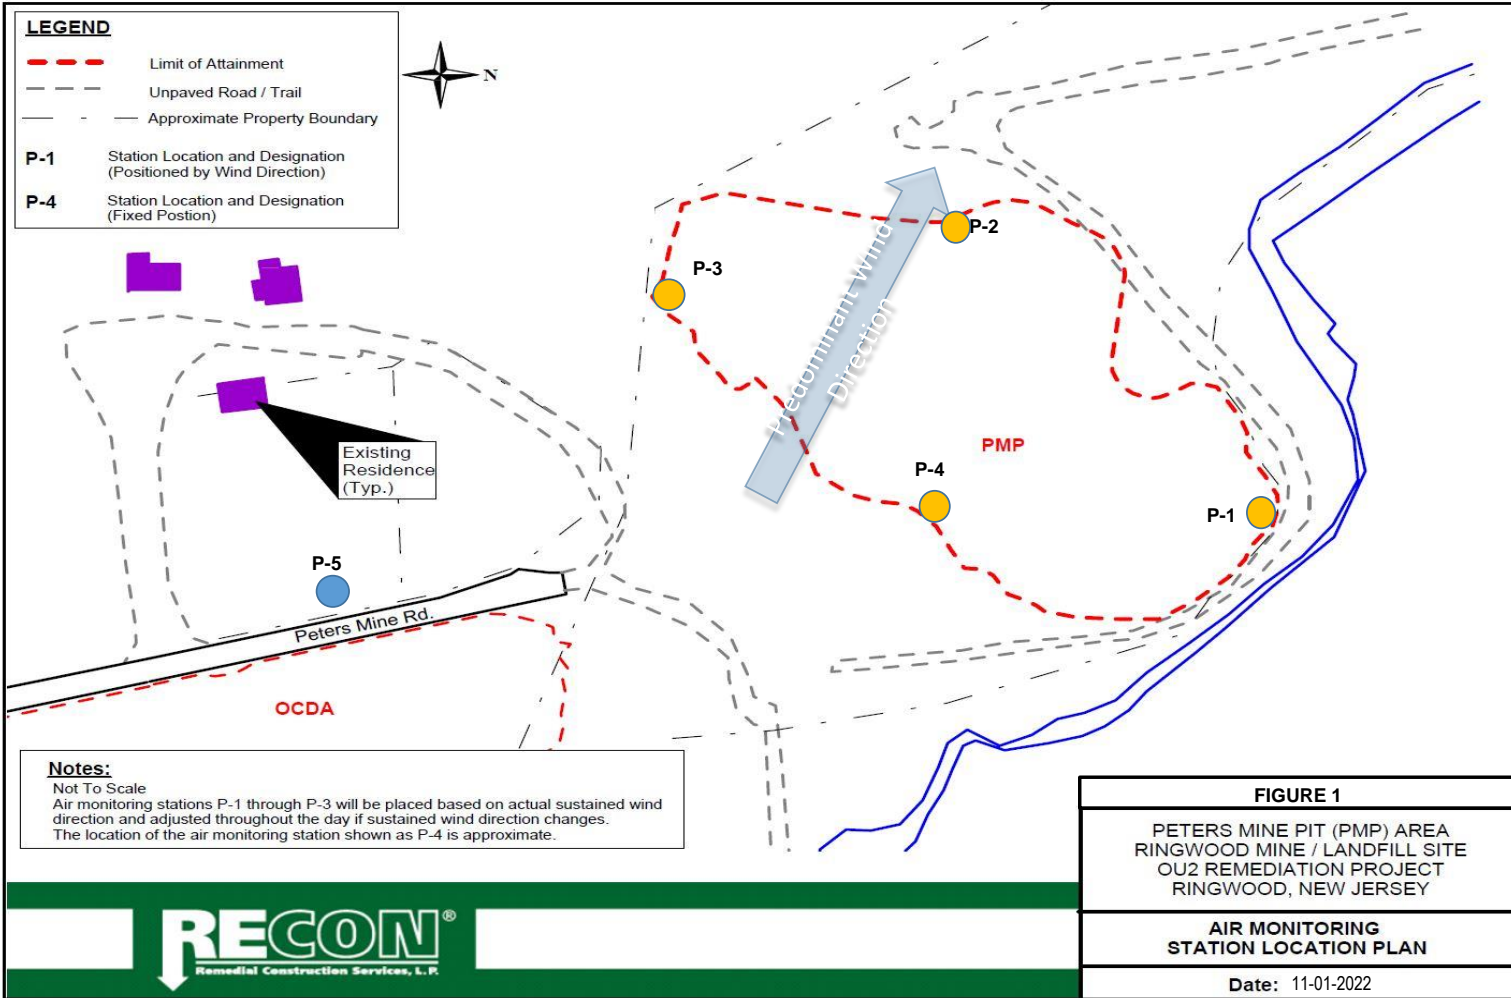 LEGEND
Limit of Attainment
Unpaved Road / Trail
Approximate Property Boundary
P-1
Station Location and Designation
(Positioned by Wind Direction)
P-4
Station Location and Designation
(Fixed Postion)
N
P-2
P-3
Predominant Wind
Direction
Existing
Residence
(Typ.)
PMP
P-4
P-1
P-5
Peters Mine Rd.
OCDA
Notes:
Not To Scale
Air monitoring stations P-1 through P-3 will be placed based on actual sustained wind
direction and adjusted throughout the day if sustained wind direction changes.
The location of the air monitoring station shown as P-4 is approximate.
RECON®
Remedial Construction Services, L.P.
FIGURE 1
PETERS MINE PIT (PMP) AREA
RINGWOOD MINE / LANDFILL SITE
OU2 REMEDIATION PROJECT
RINGWOOD, NEW JERSEY
AIR MONITORING
STATION LOCATION PLAN
Date: 11-01-2022